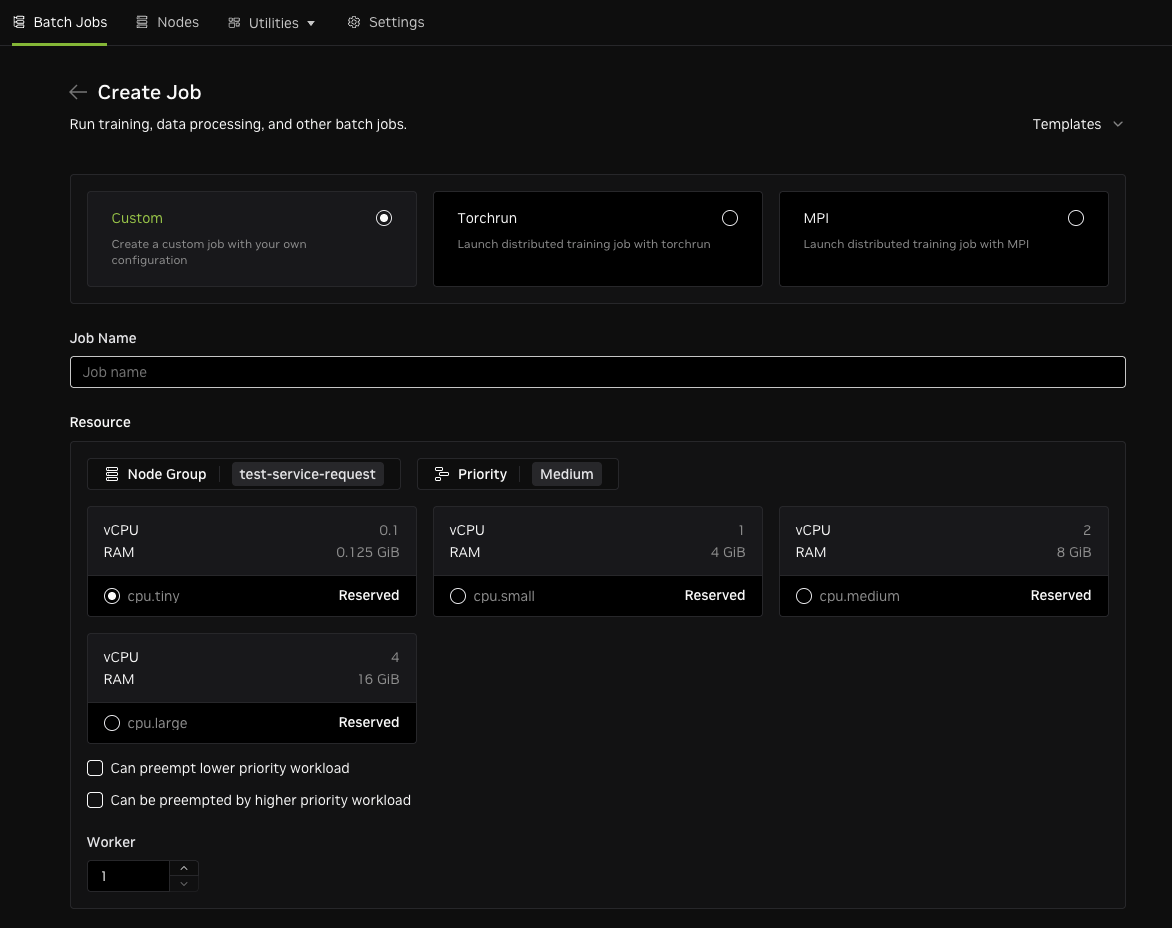 Batch Jobs Nodes Utilities Settings
Create Job
Run training, data processing, and other batch jobs.
Templates
Custom
Create a custom job with your own
configuration
Torchrun
Launch distributed training job with torchrun
MPI
Launch distributed training job with MPI
Job Name
Job name
Resource
Node Group test-service-request
Priority Medium
vCPU 0.1
RAM 0.125 GiB
cpu.tiny Reserved
vCPU 1
RAM 4 GiB
cpu.small Reserved
vCPU 2
RAM 8 GiB
cpu.medium Reserved
vCPU 4
RAM 16 GiB
cpu.large Reserved
Can preempt lower priority workload
Can be preempted by higher priority workload
Worker
1